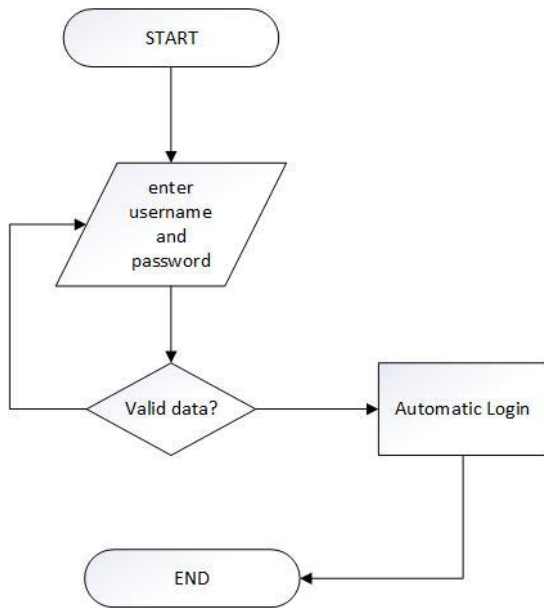 START
enter
username
and
password
Valid data?
Automatic Login
END